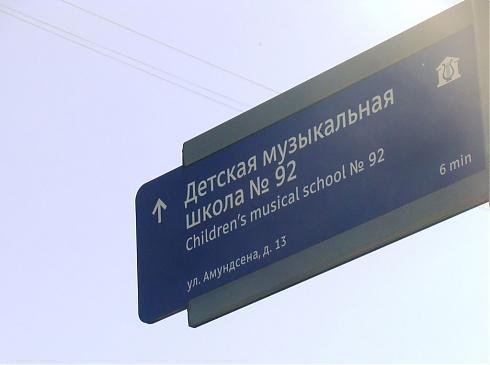 Детская музыкальная
школа № 92
Children's musical school № 92
6 min
ул. Амундсена, д. 13